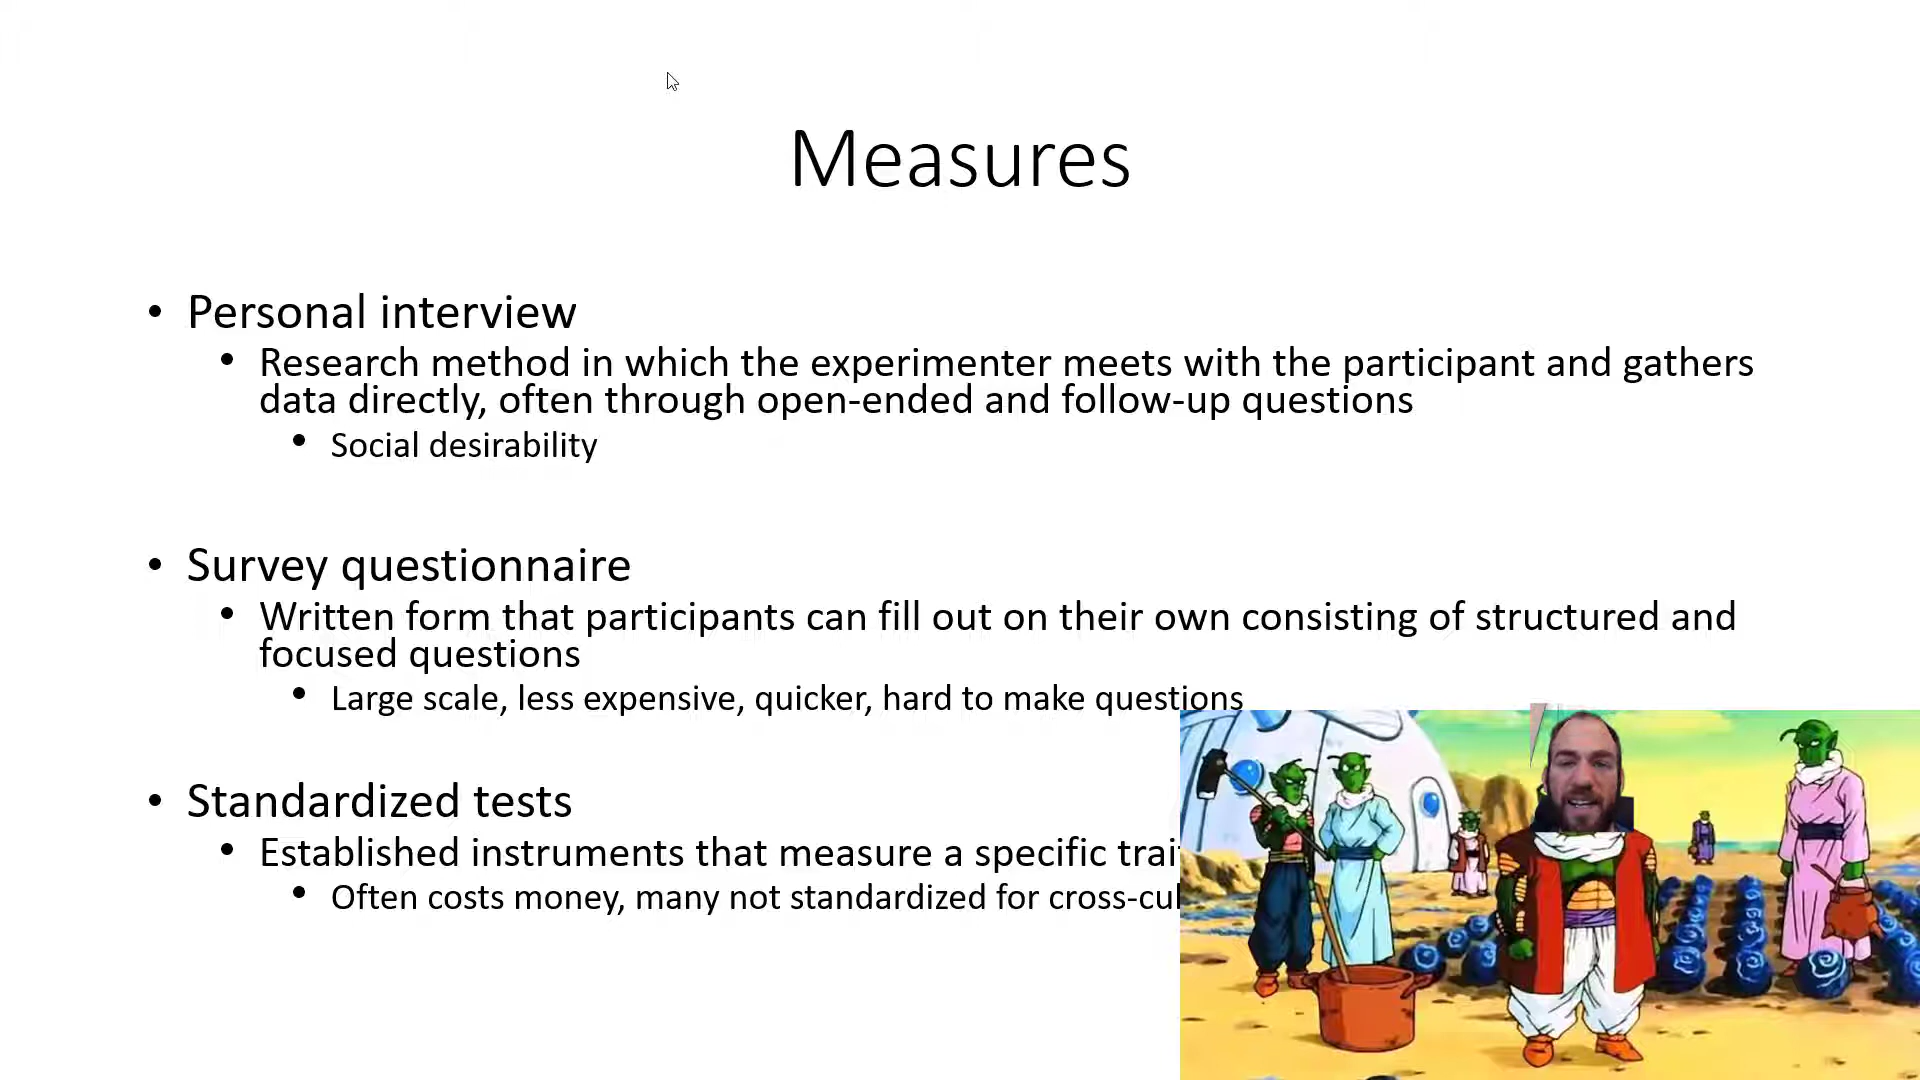 Measures
• Personal interview
• Research method in which the experimenter meets with the participant and gathers
data directly, often through open-ended and follow-up questions
• Social desirability
• Survey questionnaire
• Written form that participants can fill out on their own consisting of structured and
focused questions
• Large scale, less expensive, quicker, hard to make questions
• Standardized tests
• Established instruments that measure a specific
• Often costs money, many not standardized for